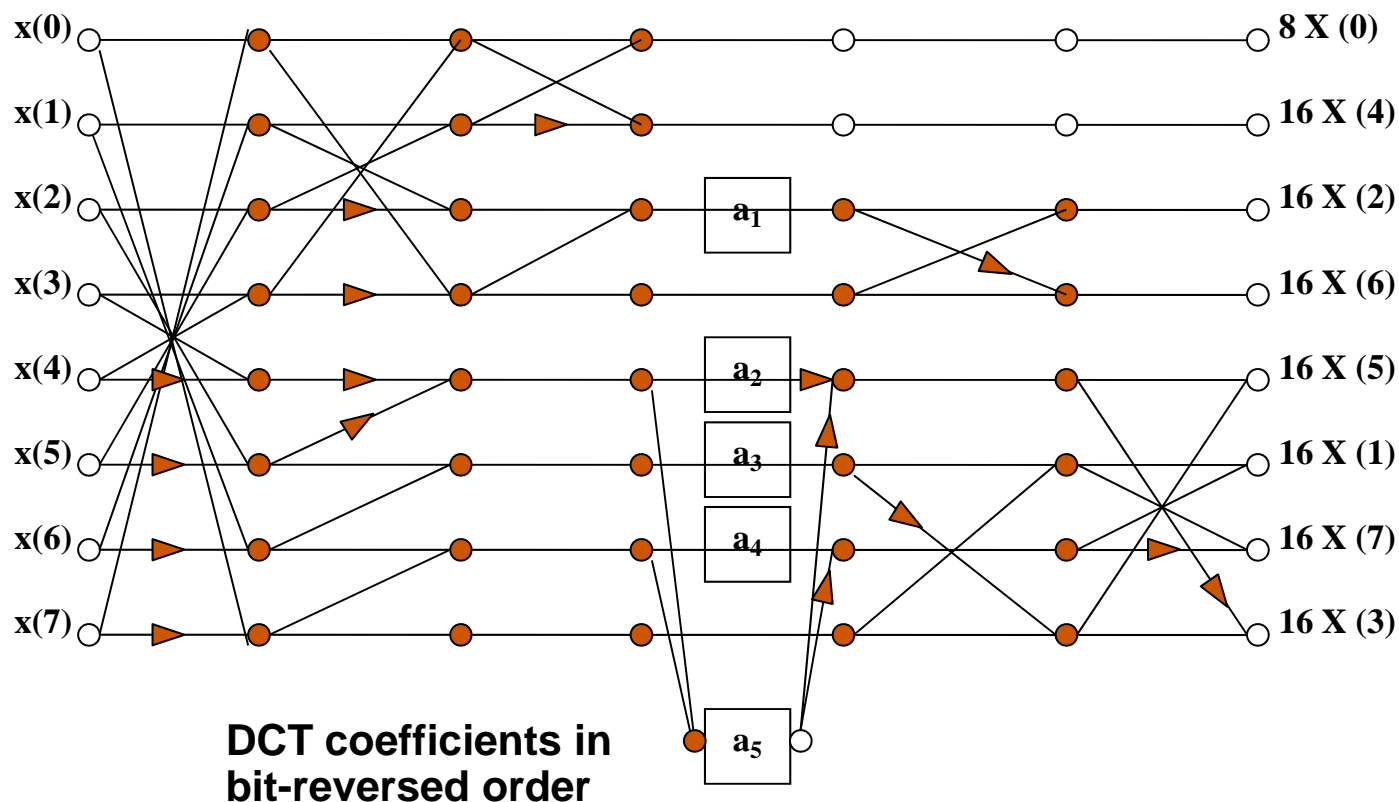 x(0) 8 X (0)
x(1) 16 X (4)
x(2) a₁ 16 X (2)
x(3) 16 X (6)
x(4) a₂ 16 X (5)
x(5) a₃ 16 X (1)
x(6) a₄ 16 X (7)
x(7) 16 X (3)
a₅
DCT coefficients in
bit-reversed order